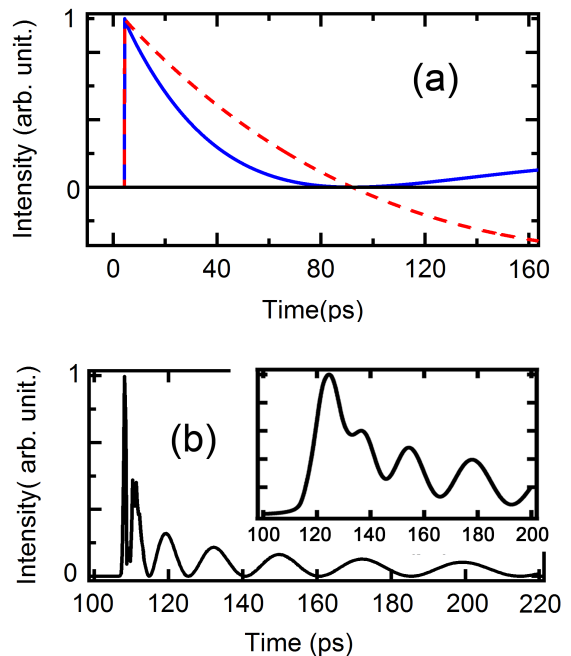 1
(a)
Intensity (arb. unit.)
0
0 40 80 120 160
Time(ps)
1
(b)
Intensity( arb. unit.)
0
100 120 140 160 180 200
100 120 140 160 180 200 220
Time (ps)